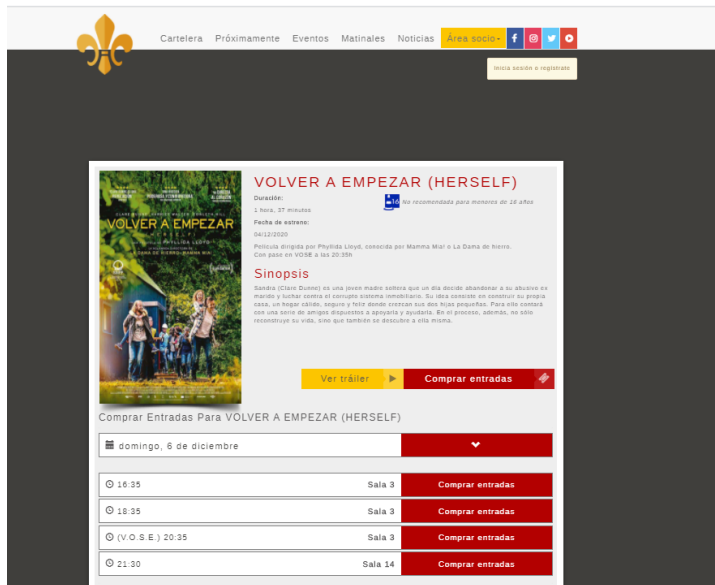 Cartelera Próximamente Eventos Matinales Noticias Área socio
Inicia sesión o regístrate
VOLVER A EMPEZAR (HERSELF)
Duración:
1 hora, 37 minutos
16 No recomendada para menores de 16 años
Fecha de estreno:
04/12/2020
Película dirigida por Phyllida Lloyd, conocida por Mamma Mia! o La Dama de hierro.
Con pase en VOSE a las 20:35h
Sinopsis
Sandra (Clare Dunne) es una joven madre soltera que un día decide abandonar a su abusivo ex
marido y luchar contra el corrupto sistema inmobiliario. Su idea consiste en construir su propia
casa, un hogar cálido, seguro y feliz donde crezcan sus dos hijas pequeñas. Para ello contará
con una serie de amigos dispuestos a apoyarla y ayudarla. En el proceso, además, no sólo
reconstruye su vida, sino que también se descubre a ella misma.
VOLVER A EMPEZAR
HERSELF
PHYLLIDA LLOYD
Ver tráiler
Comprar entradas
Comprar Entradas Para VOLVER A EMPEZAR (HERSELF)
domingo, 6 de diciembre
16:35 Sala 3 Comprar entradas
18:35 Sala 3 Comprar entradas
(V.O.S.E.) 20:35 Sala 3 Comprar entradas
21:30 Sala 14 Comprar entradas